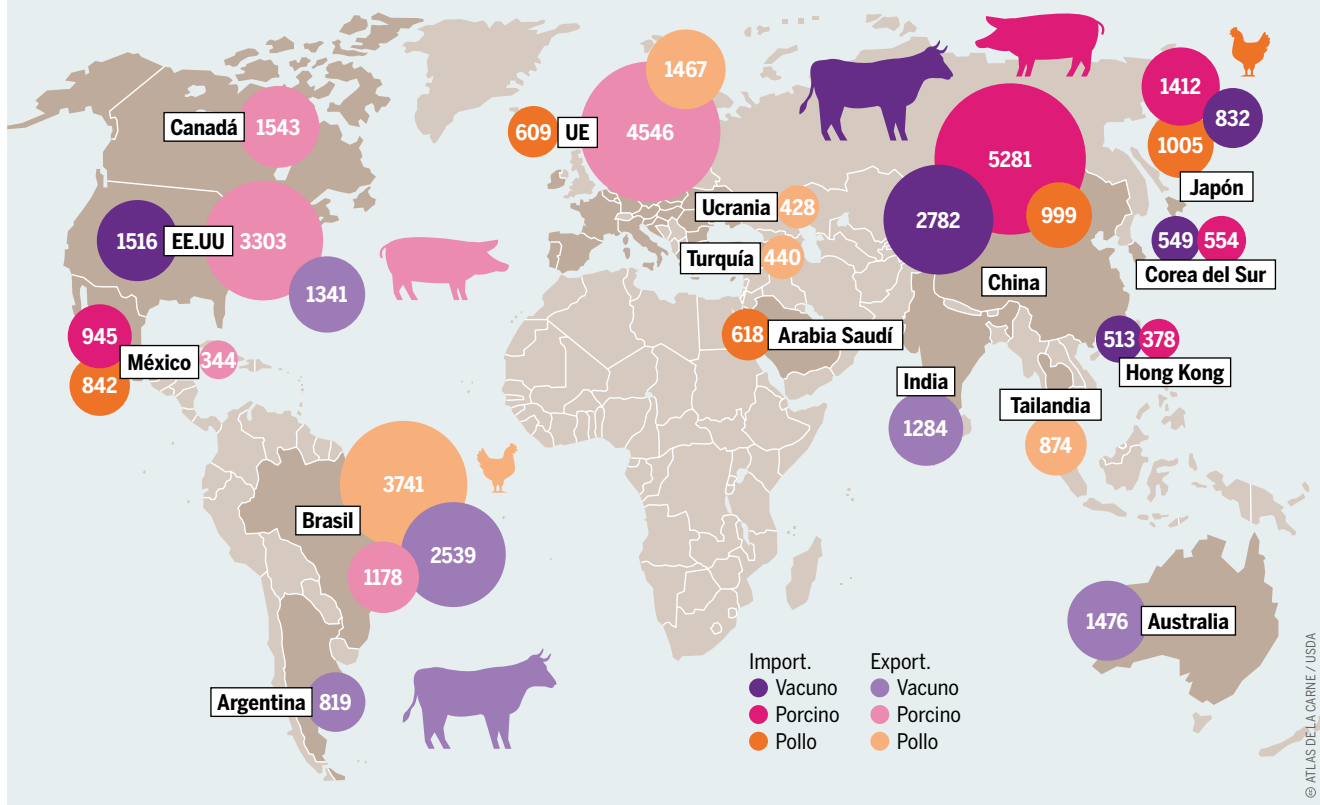 1467
1412
832
1005
Japón
Canadá
1543
609
UE
4546
5281
2782
999
China
Ucrania
428
Turquía
440
549
554
Corea del Sur
1516
EE.UU
3303
1341
945
México
344
842
618
Arabia Saudí
513
378
Hong Kong
India
1284
Tailandia
874
3741
Brasil
2539
1178
1476
Australia
Argentina
819
Import.
Vacuno
Porcino
Pollo
Export.
Vacuno
Porcino
Pollo
© ATLAS DE LA CARNE / USDA